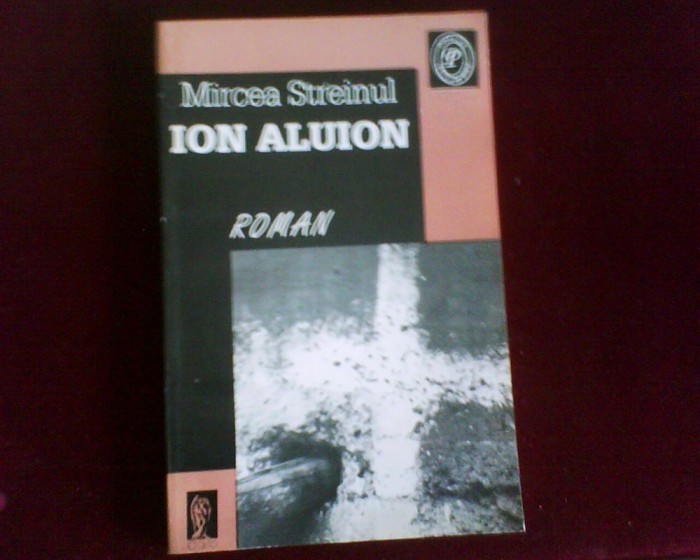 Mircea Streinul
ION ALUION
ROMAN